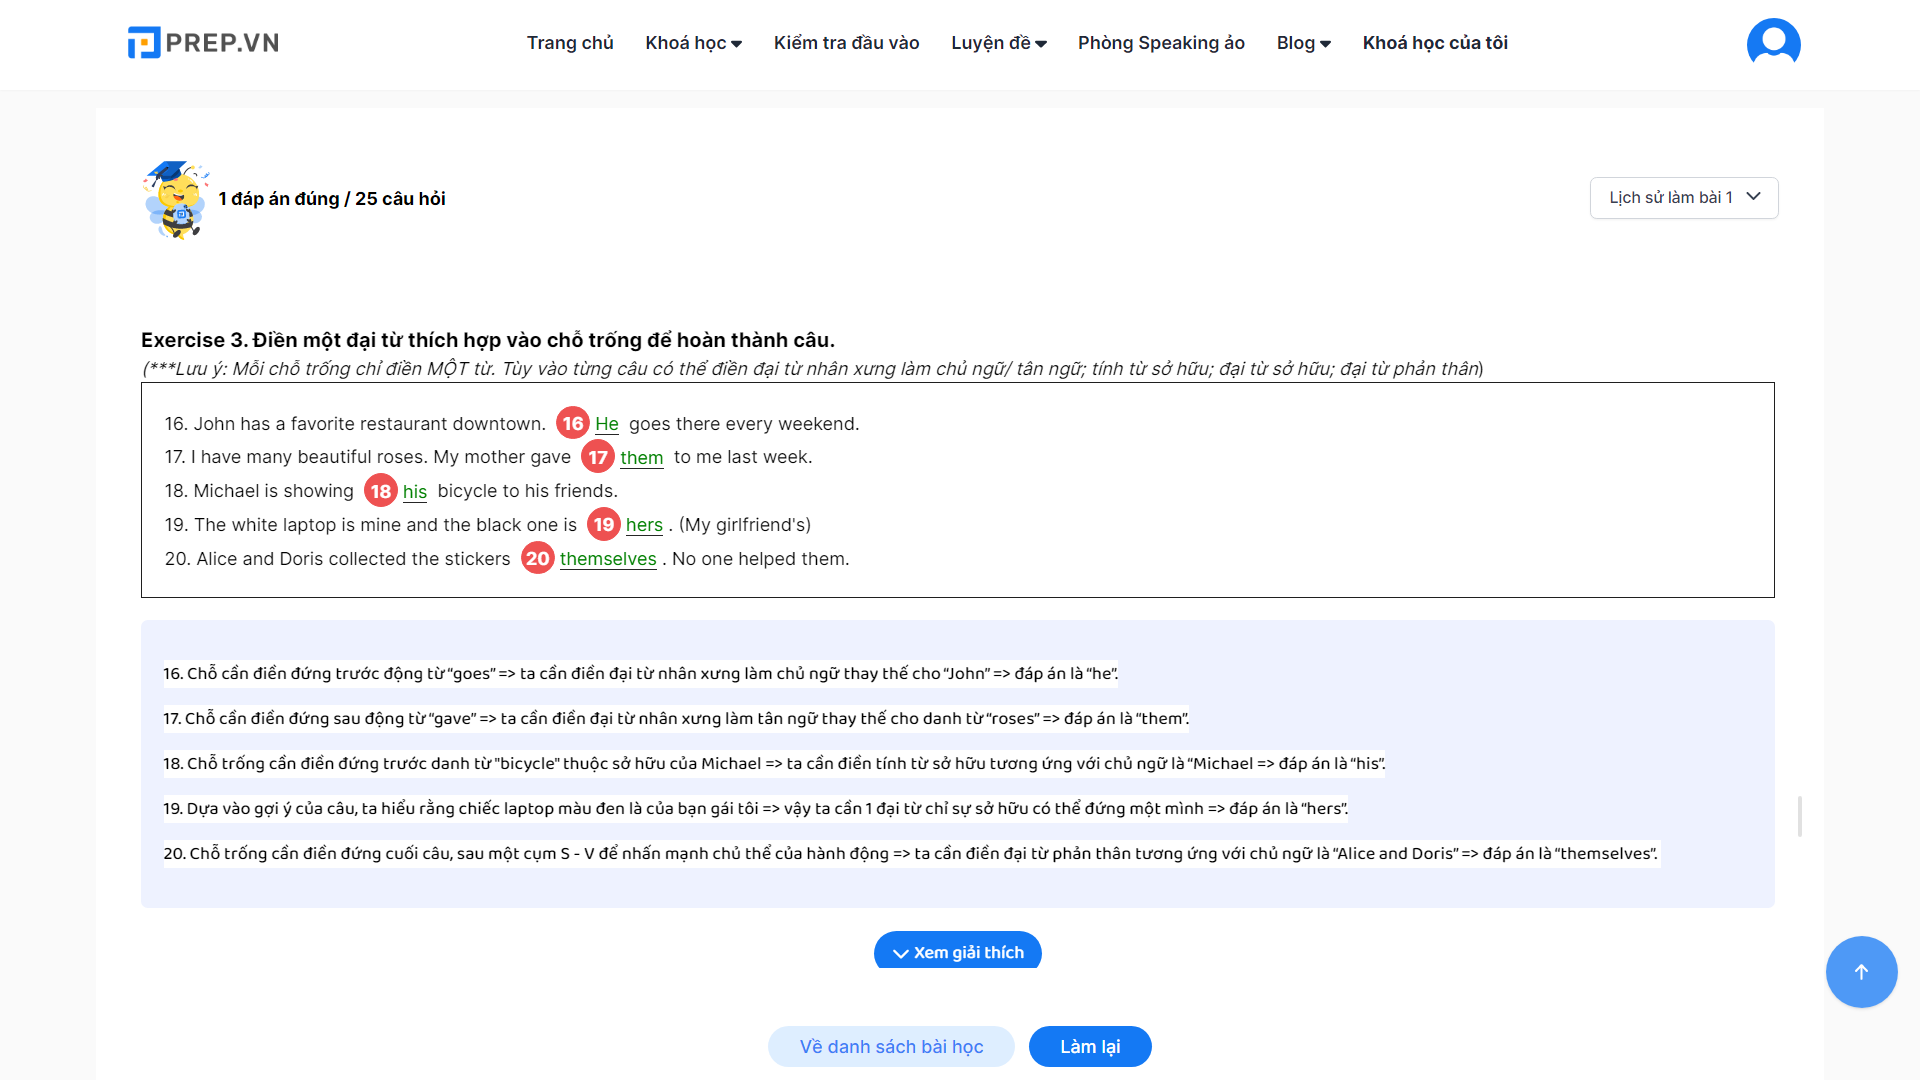 PREP.VN
Trang chủ Khoá học Kiểm tra đầu vào Luyện đề Phòng Speaking ảo Blog Khoá học của tôi
1 đáp án đúng / 25 câu hỏi
Lịch sử làm bài 1
Exercise 3. Điền một đại từ thích hợp vào chỗ trống để hoàn thành câu.
(***Lưu ý: Mỗi chỗ trống chỉ điền MỘT từ. Tùy vào từng câu có thể điền đại từ nhân xưng làm chủ ngữ/ tân ngữ; tính từ sở hữu; đại từ sở hữu; đại từ phản thân)
16. John has a favorite restaurant downtown. 16 He goes there every weekend.
17. I have many beautiful roses. My mother gave 17 them to me last week.
18. Michael is showing 18 his bicycle to his friends.
19. The white laptop is mine and the black one is 19 hers . (My girlfriend's)
20. Alice and Doris collected the stickers 20 themselves . No one helped them.
16. Chỗ cần điền đứng trước động từ “goes” => ta cần điền đại từ nhân xưng làm chủ ngữ thay thế cho “John” => đáp án là “he”.
17. Chỗ cần điền đứng sau động từ “gave” => ta cần điền đại từ nhân xưng làm tân ngữ thay thế cho danh từ “roses” => đáp án là “them”.
18. Chỗ trống cần điền đứng trước danh từ "bicycle" thuộc sở hữu của Michael => ta cần điền tính từ sở hữu tương ứng với chủ ngữ là “Michael => đáp án là “his”.
19. Dựa vào gợi ý của câu, ta hiểu rằng chiếc laptop màu đen là của bạn gái tôi => vậy ta cần 1 đại từ chỉ sự sở hữu có thể đứng một mình => đáp án là “hers”.
20. Chỗ trống cần điền đứng cuối câu, sau một cụm S - V để nhấn mạnh chủ thể của hành động => ta cần điền đại từ phản thân tương ứng với chủ ngữ là “Alice and Doris” => đáp án là “themselves”.
Xem giải thích
Về danh sách bài học Làm lại